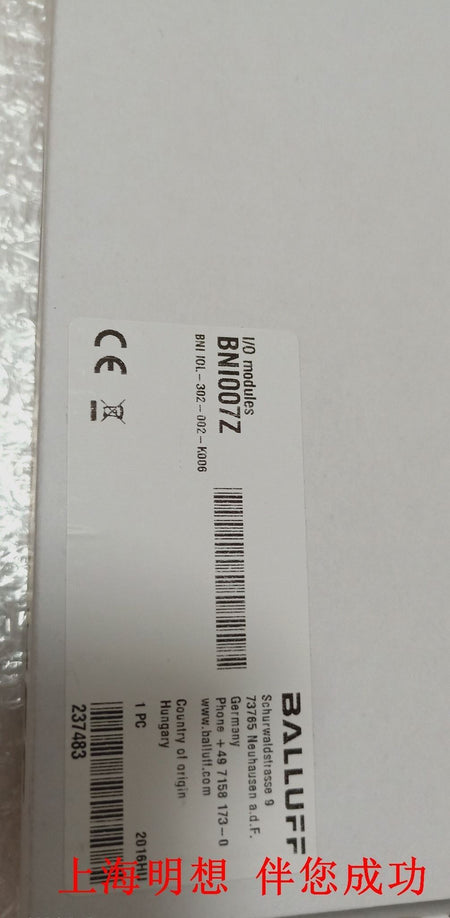 I/O modules
BNI007Z
BNI IOL-302-002-K006
CE
BALLUFF
Schurwaldstrasse 9
73765 Neuhausen a.d.F.
Germany
Phone +49 7158 173-0
www.balluff.com
Country of origin
Hungary
1 PC
2016HU
237483
上海明想 伴您成功